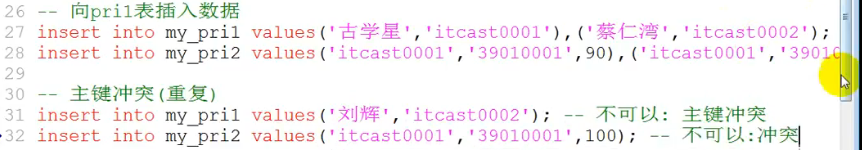 26 -- 向pri1表插入数据
27 insert into my_pri1 values('古学星','itcast0001'),('蔡仁湾','itcast0002');
28 insert into my_pri2 values('itcast0001','39010001',90),('itcast0001','39010
29
30 -- 主键冲突(重复)
31 insert into my_pri1 values('刘辉','itcast0002'); -- 不可以: 主键冲突
32 insert into my_pri2 values('itcast0001','39010001',100); -- 不可以:冲突